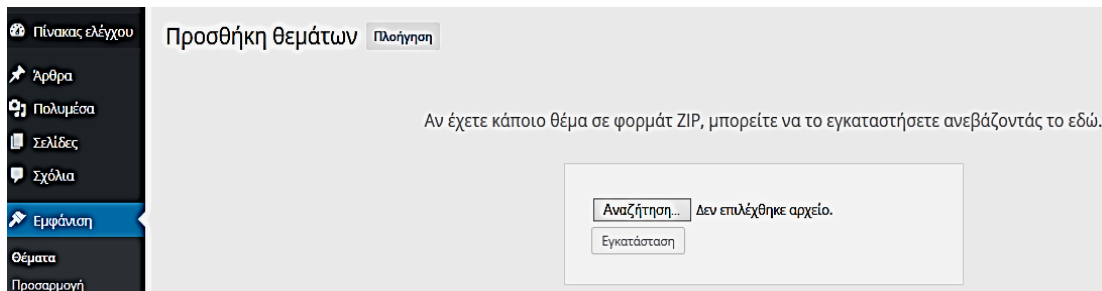 Πίνακας ελέγχου
Προσθήκη θεμάτων Πλοήγηση
Άρθρα
Πολυμέσα
Σελίδες
Σχόλια
Εμφάνιση
Θέματα
Προσαρμογή
Αν έχετε κάποιο θέμα σε φορμάτ ZIP, μπορείτε να το εγκαταστήσετε ανεβάζοντάς το εδώ.
Αναζήτηση... Δεν επιλέχθηκε αρχείο.
Εγκατάσταση